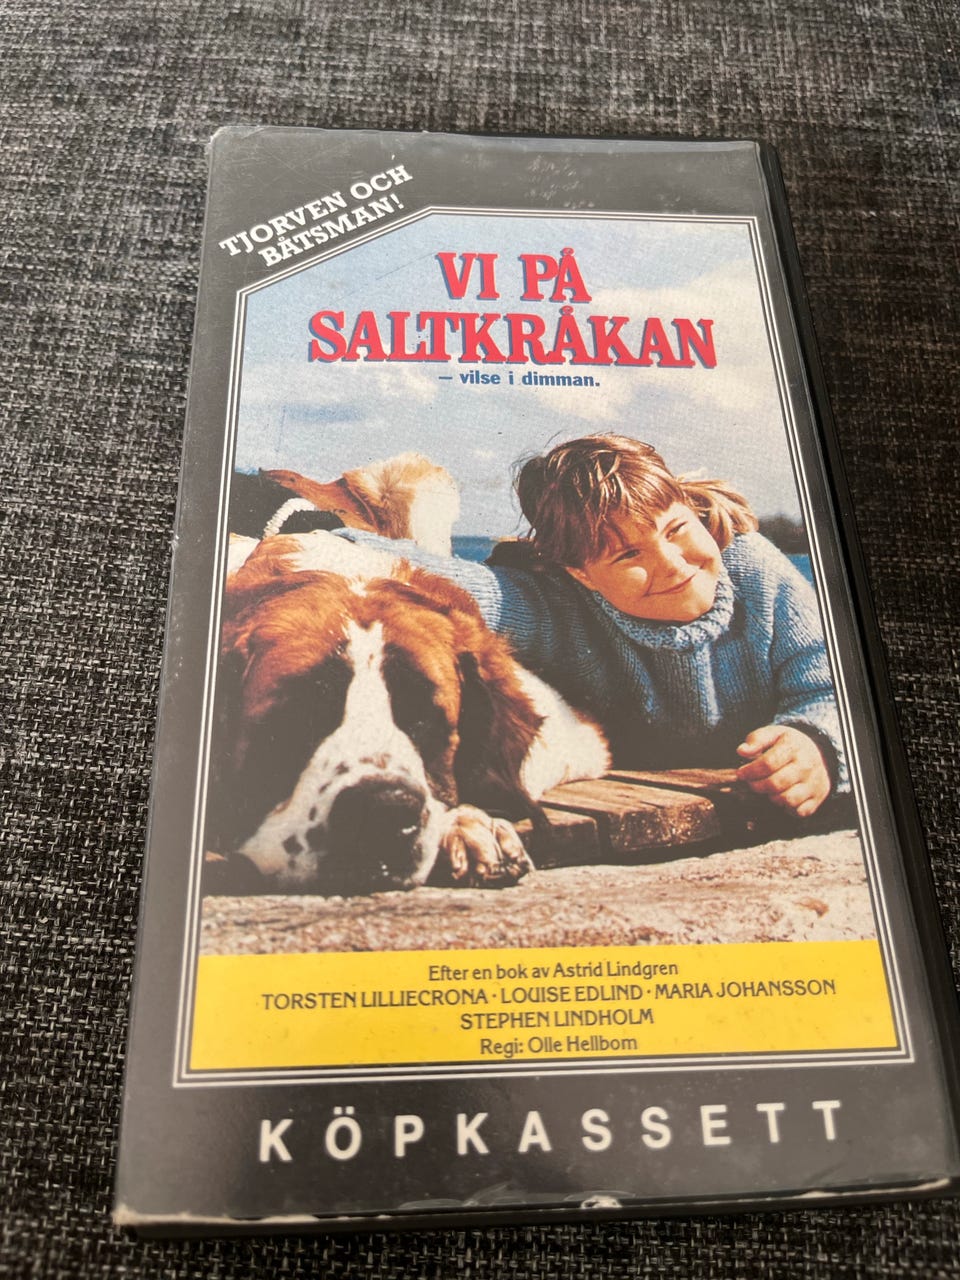 TJORVEN OCH
BÅTSMAN!
VI PÅ
SALTKRÅKAN
– vilse i dimman.
Efter en bok av Astrid Lindgren
TORSTEN LILLIECRONA · LOUISE EDLIND · MARIA JOHANSSON
STEPHEN LINDHOLM
Regi: Olle Hellbom
KÖPKASSETT